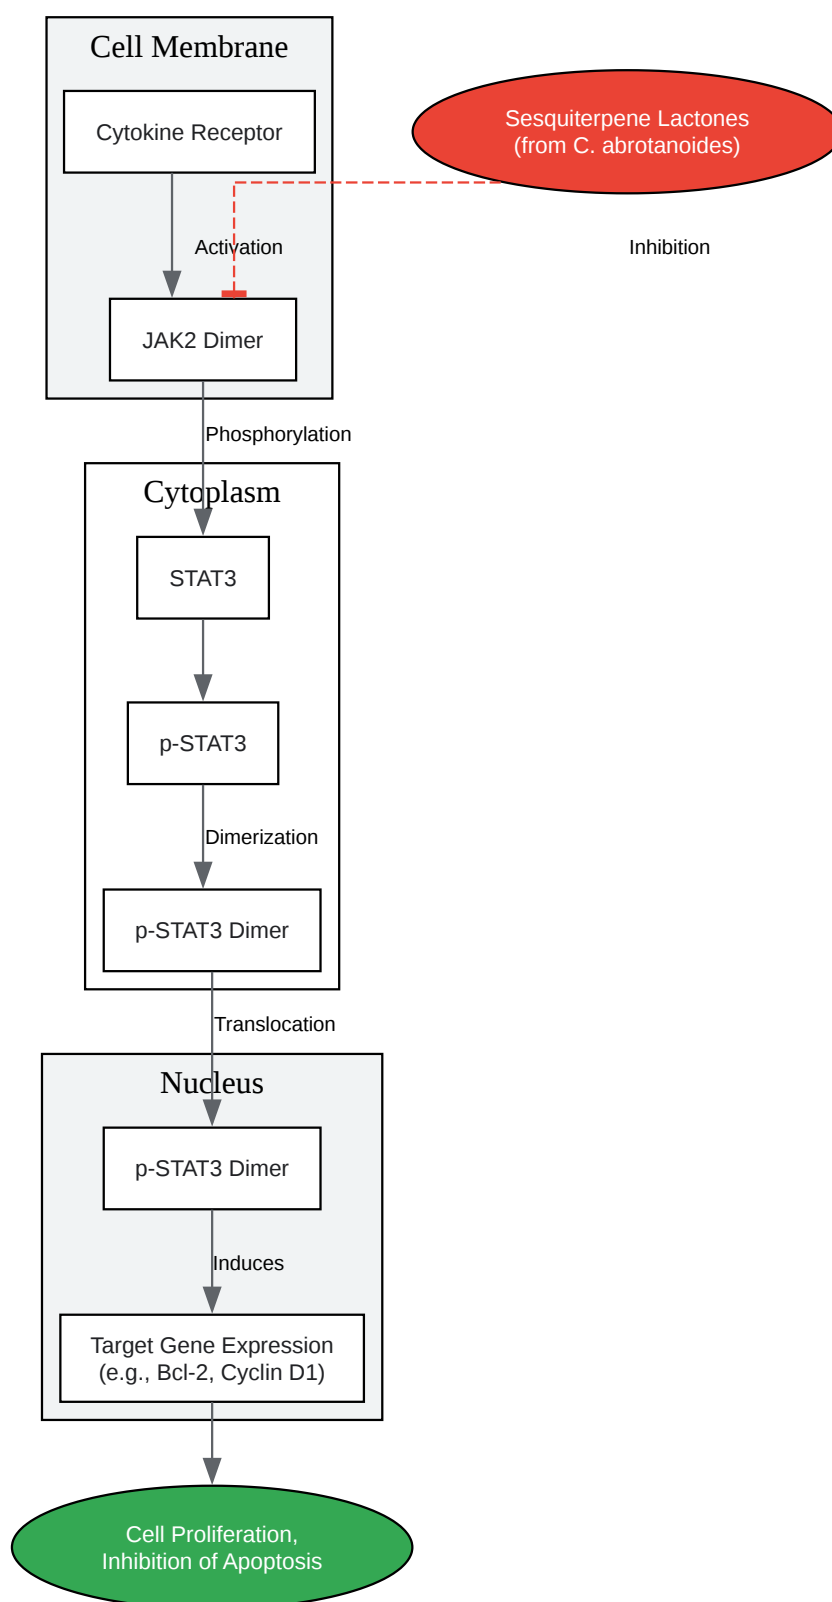 Cell Membrane
Cytokine Receptor
Sesquiterpene Lactones
(from C. abrotanoides)
Activation
Inhibition
JAK2 Dimer
Phosphorylation
Cytoplasm
STAT3
p-STAT3
Dimerization
p-STAT3 Dimer
Translocation
Nucleus
p-STAT3 Dimer
Induces
Target Gene Expression
(e.g., Bcl-2, Cyclin D1)
Cell Proliferation,
Inhibition of Apoptosis